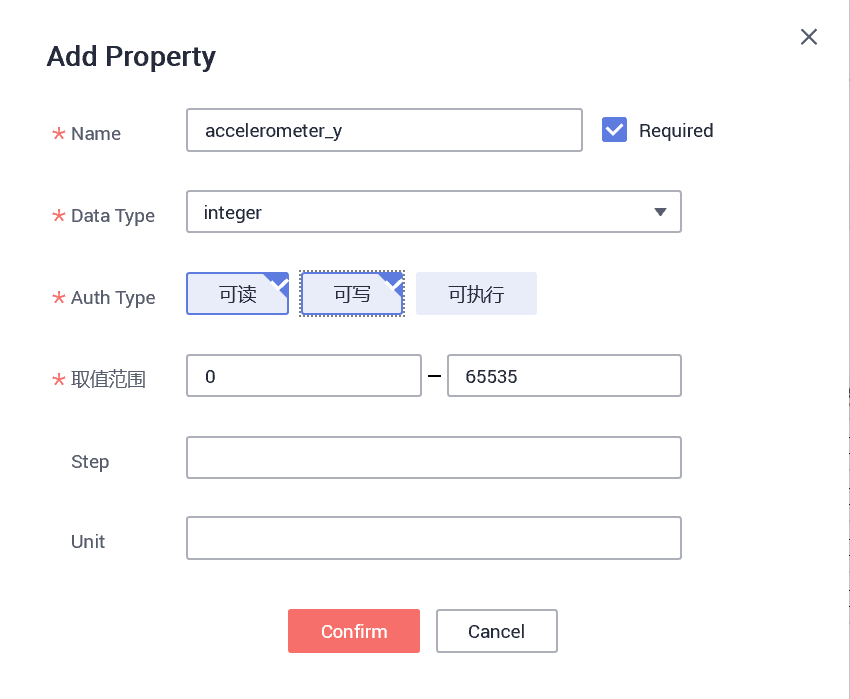 Add Property
* Name accelerometer_y Required
* Data Type integer
* Auth Type 可读 可写 可执行
* 取值范围 0 – 65535
Step
Unit
Confirm Cancel